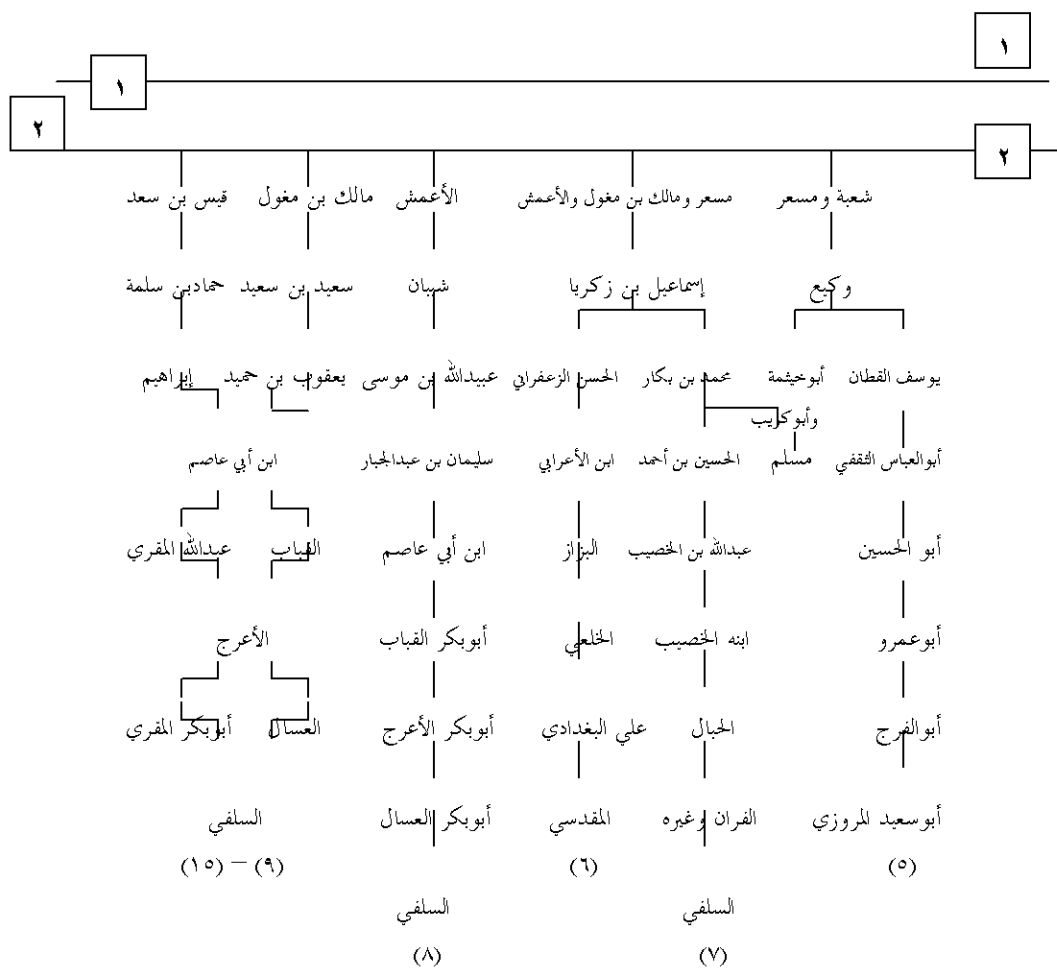 ١
١
٢
٢
شعبة ومسعر مسعر ومالك بن مغول والأعمش الأعمش مالك بن مغول قيس بن سعد
وكيع إسماعيل بن زكريا شيبان سعيد بن سعيد حمادبن سلمة
يوسف القطان أبوخيثمة محمد بن بكار الحسن الزعفراني عبيدالله بن موسى يعقوب بن حميد إبراهيم
وأبوكريب
أبوالعباس الثقفي مسلم الحسين بن أحمد ابن الأعرابي سليمان بن عبدالجبار ابن أبي عاصم
أبو الحسين عبدالله بن الخصيب البزاز ابن أبي عاصم القباب عبدالله المقري
أبوعمرو ابنه الخصيب الخلعي أبوبكر القباب الأعرج
أبوالفرج الحبال علي البغدادي أبوبكر الأعرج العسال أبوبكر المقري
أبوسعيد المروزي الفران وغيره المقدسي أبوبكر العسال السلفي
(٥) (٦) (٩) – (١٥)
السلفي السلفي
(٧) (٨)